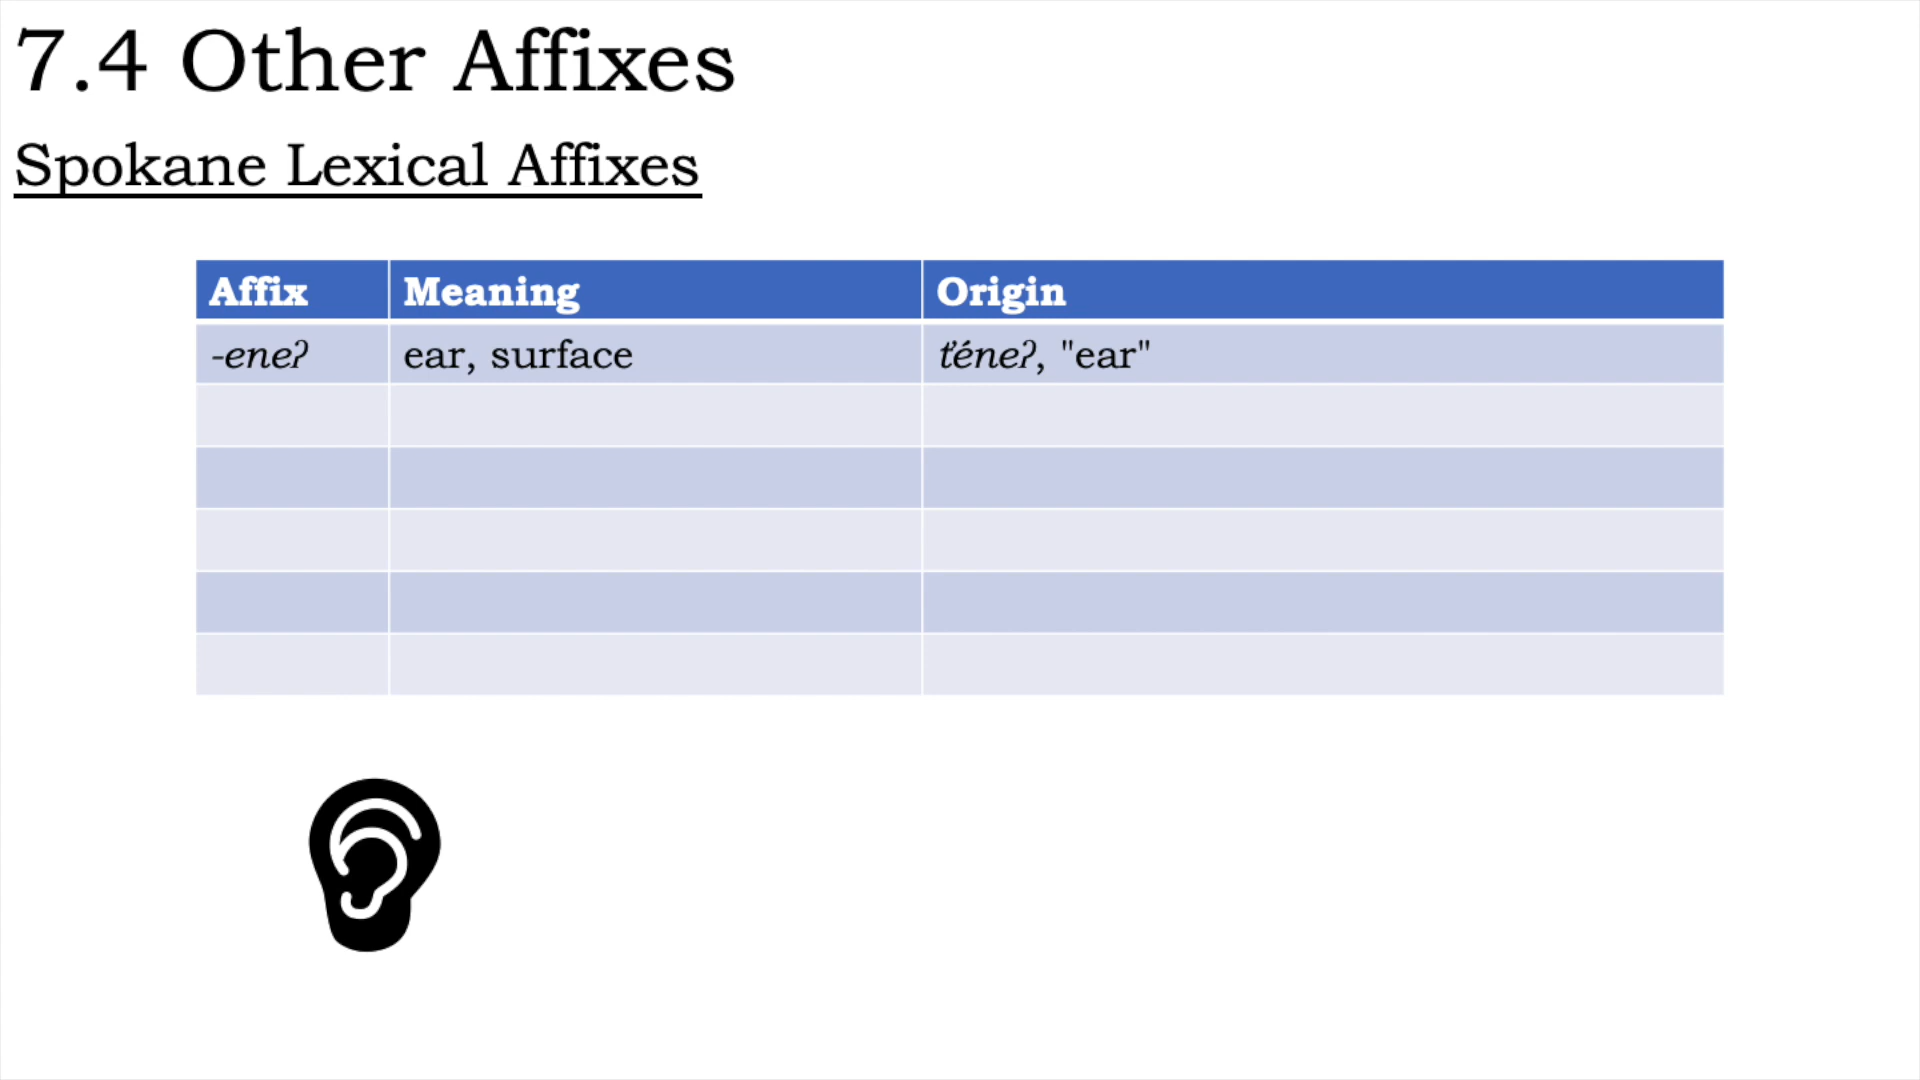 7.4 Other Affixes
Spokane Lexical Affixes
Affix Meaning Origin
-eneʔ ear, surface t̓éneʔ, "ear"